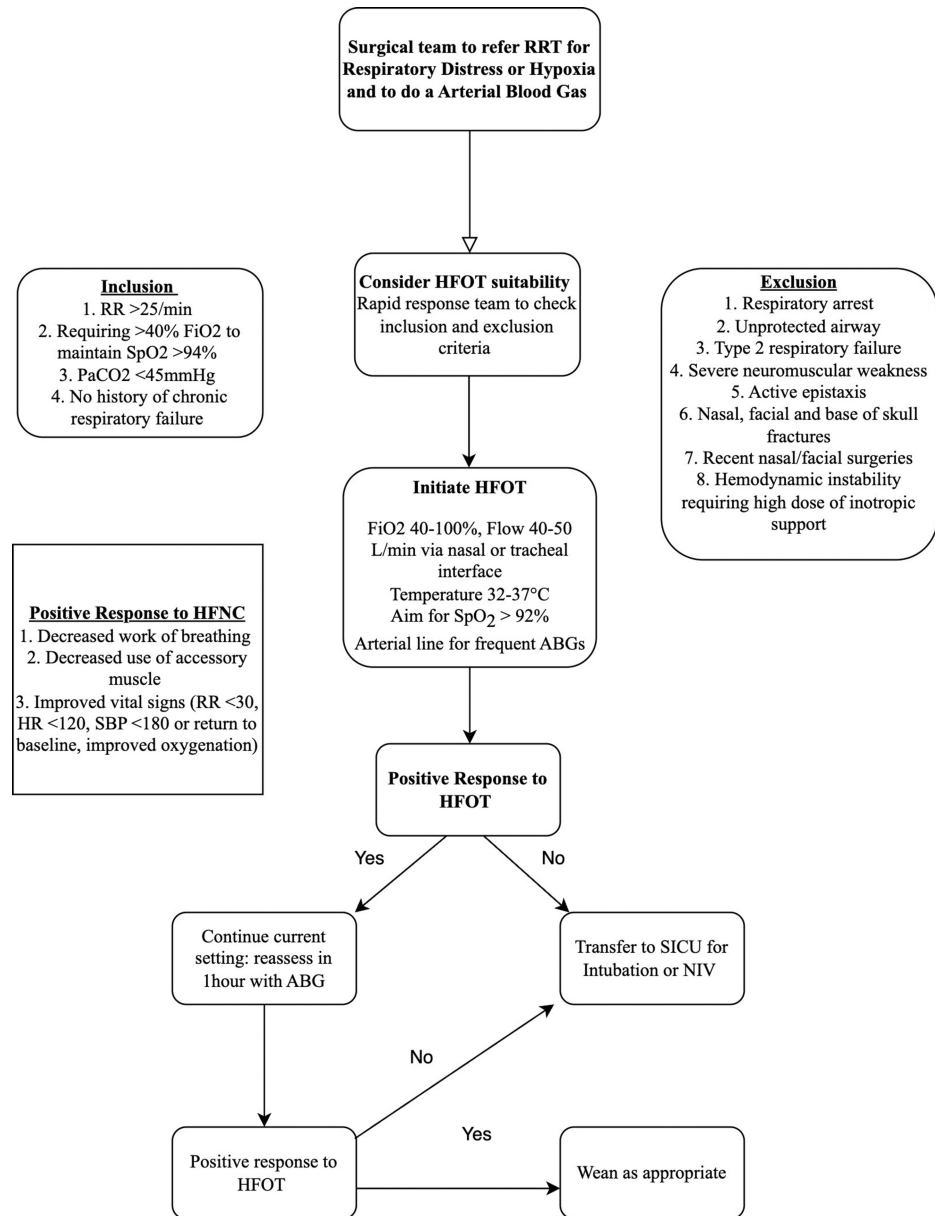 Surgical team to refer RRT for
Respiratory Distress or Hypoxia
and to do a Arterial Blood Gas
Consider HFOT suitability
Rapid response team to check
inclusion and exclusion
criteria
Inclusion
1. RR >25/min
2. Requiring >40% FiO2 to
maintain SpO2 >94%
3. PaCO2 <45mmHg
4. No history of chronic
respiratory failure
Exclusion
1. Respiratory arrest
2. Unprotected airway
3. Type 2 respiratory failure
4. Severe neuromuscular weakness
5. Active epistaxis
6. Nasal, facial and base of skull
fractures
7. Recent nasal/facial surgeries
8. Hemodynamic instability
requiring high dose of inotropic
support
Initiate HFOT
FiO2 40-100%, Flow 40-50
L/min via nasal or tracheal
interface
Temperature 32-37°C
Aim for SpO₂ > 92%
Arterial line for frequent ABGs
Positive Response to HFNC
1. Decreased work of breathing
2. Decreased use of accessory
muscle
3. Improved vital signs (RR <30,
HR <120, SBP <180 or return to
baseline, improved oxygenation)
Positive Response to
HFOT
Yes
No
Continue current
setting: reassess in
1hour with ABG
Transfer to SICU for
Intubation or NIV
No
Yes
Positive response to
HFOT
Wean as appropriate